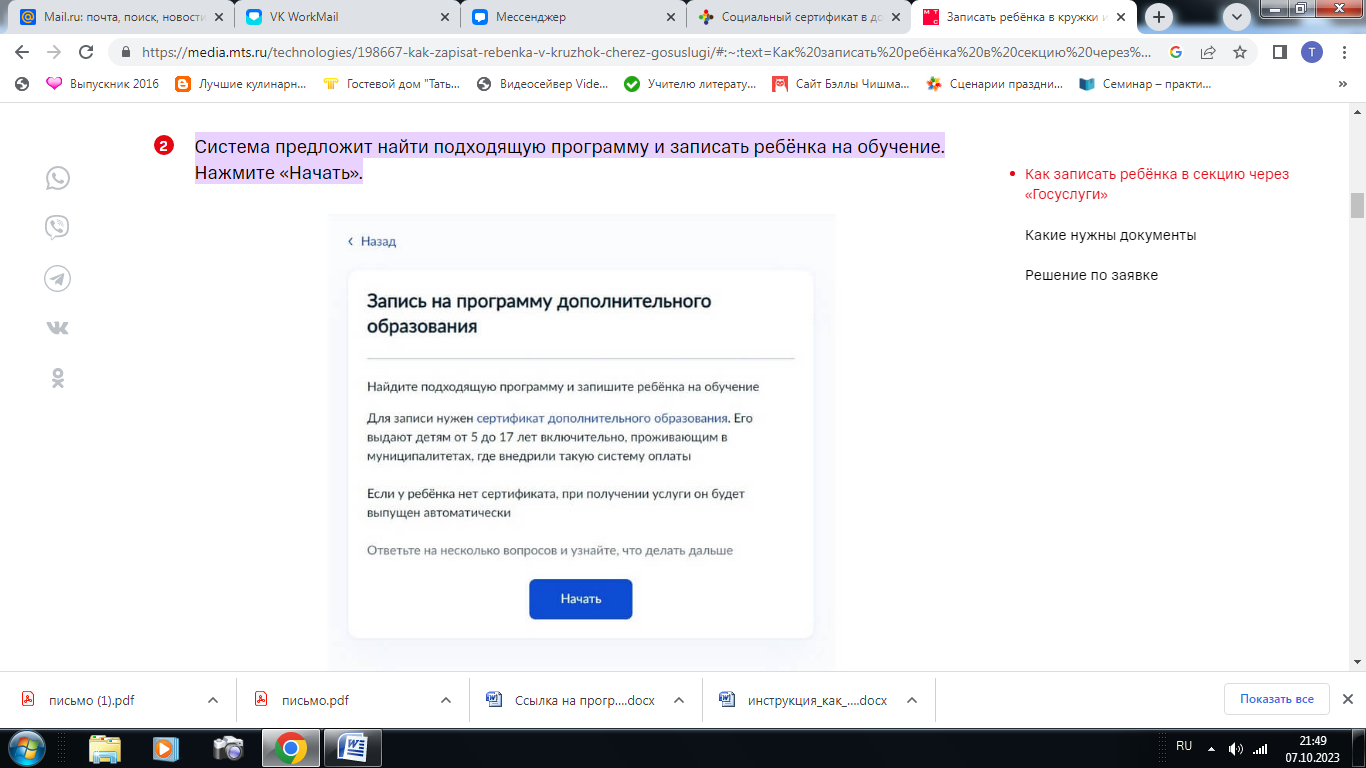 Mail.ru: почта, поиск, новости
VK WorkMail
Мессенджер
Социальный сертификат в до
МТС
Записать ребёнка в кружки и
https://media.mts.ru/technologies/198667-kak-zapisat-rebenka-v-kruzhok-cherez-gosuslugi/#:~:text=Как%20записать%20ребёнка%20в%20секцию%20через%...
T
Выпускник 2016
Лучшие кулинарн...
Гостевой дом "Тать...
Видеосейвер Vide...
Учителю литерату...
Сайт Бэллы Чишма...
Сценарии праздни...
Семинар – практи...
2
Система предложит найти подходящую программу и записать ребёнка на обучение.
Нажмите «Начать».
Как записать ребёнка в секцию через
«Госуслуги»
Какие нужны документы
Решение по заявке
Назад
Запись на программу дополнительного
образования
Найдите подходящую программу и запишите ребёнка на обучение
Для записи нужен сертификат дополнительного образования. Его
выдают детям от 5 до 17 лет включительно, проживающим в
муниципалитетах, где внедрили такую систему оплаты
Если у ребёнка нет сертификата, при получении услуги он будет
выпущен автоматически
Ответьте на несколько вопросов и узнайте, что делать дальше
Начать
письмо (1).pdf
письмо.pdf
Ссылка на прогр....docx
инструкция_как_....docx
Показать все
RU
21:49
07.10.2023